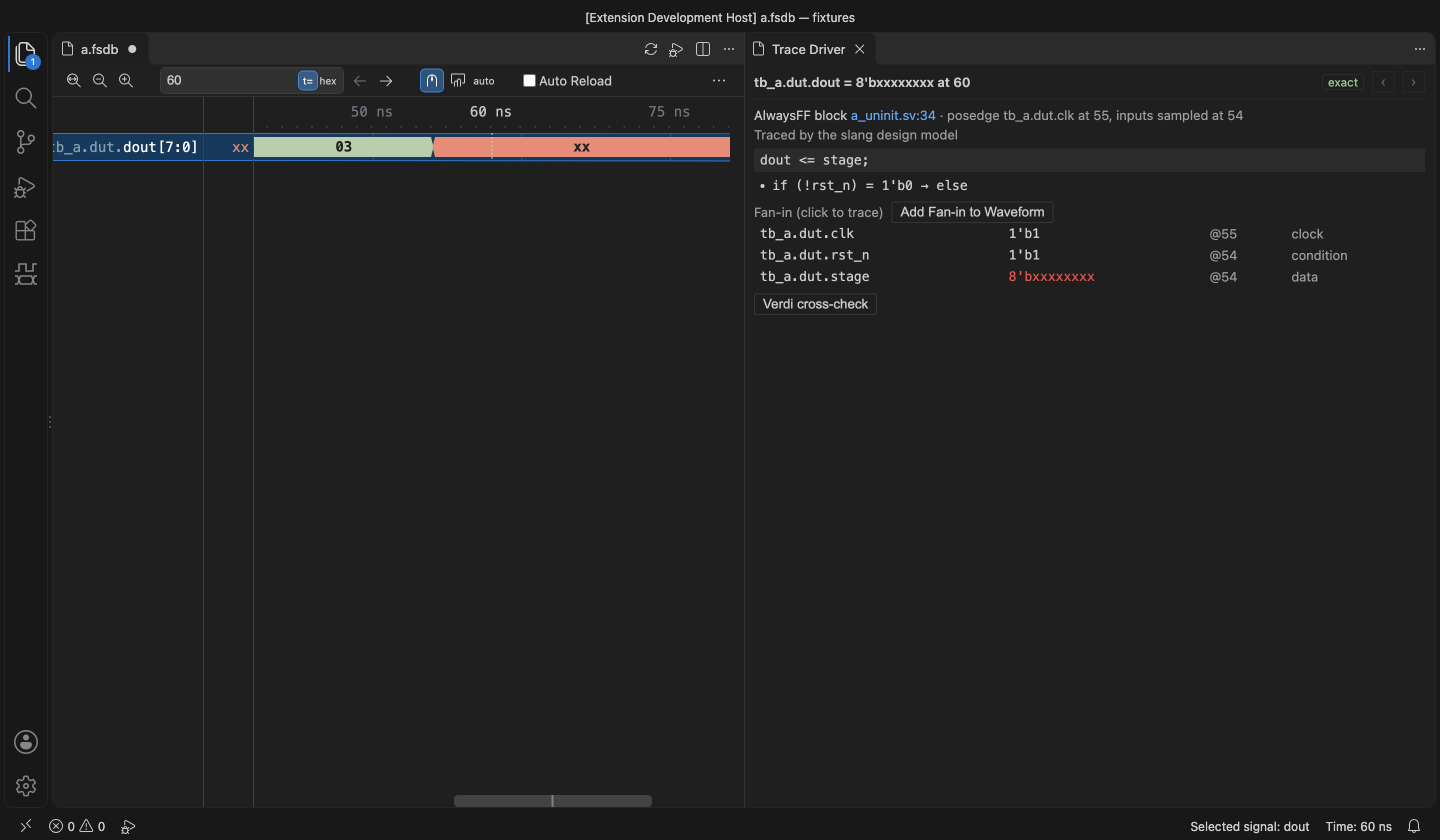 [Extension Development Host] a.fsdb — fixtures
a.fsdb
60
t= hex
auto
Auto Reload
50 ns
60 ns
75 ns
tb_a.dut.dout[7:0]
xx
03
xx
Trace Driver
tb_a.dut.dout = 8'bxxxxxxxx at 60
exact
AlwaysFF block a_uninit.sv:34 · posedge tb_a.dut.clk at 55, inputs sampled at 54
Traced by the slang design model
dout <= stage;
• if (!rst_n) = 1'b0 → else
Fan-in (click to trace) Add Fan-in to Waveform
tb_a.dut.clk 1'b1 @55 clock
tb_a.dut.rst_n 1'b1 @54 condition
tb_a.dut.stage 8'bxxxxxxxx @54 data
Verdi cross-check
1
0 0
Selected signal: dout Time: 60 ns